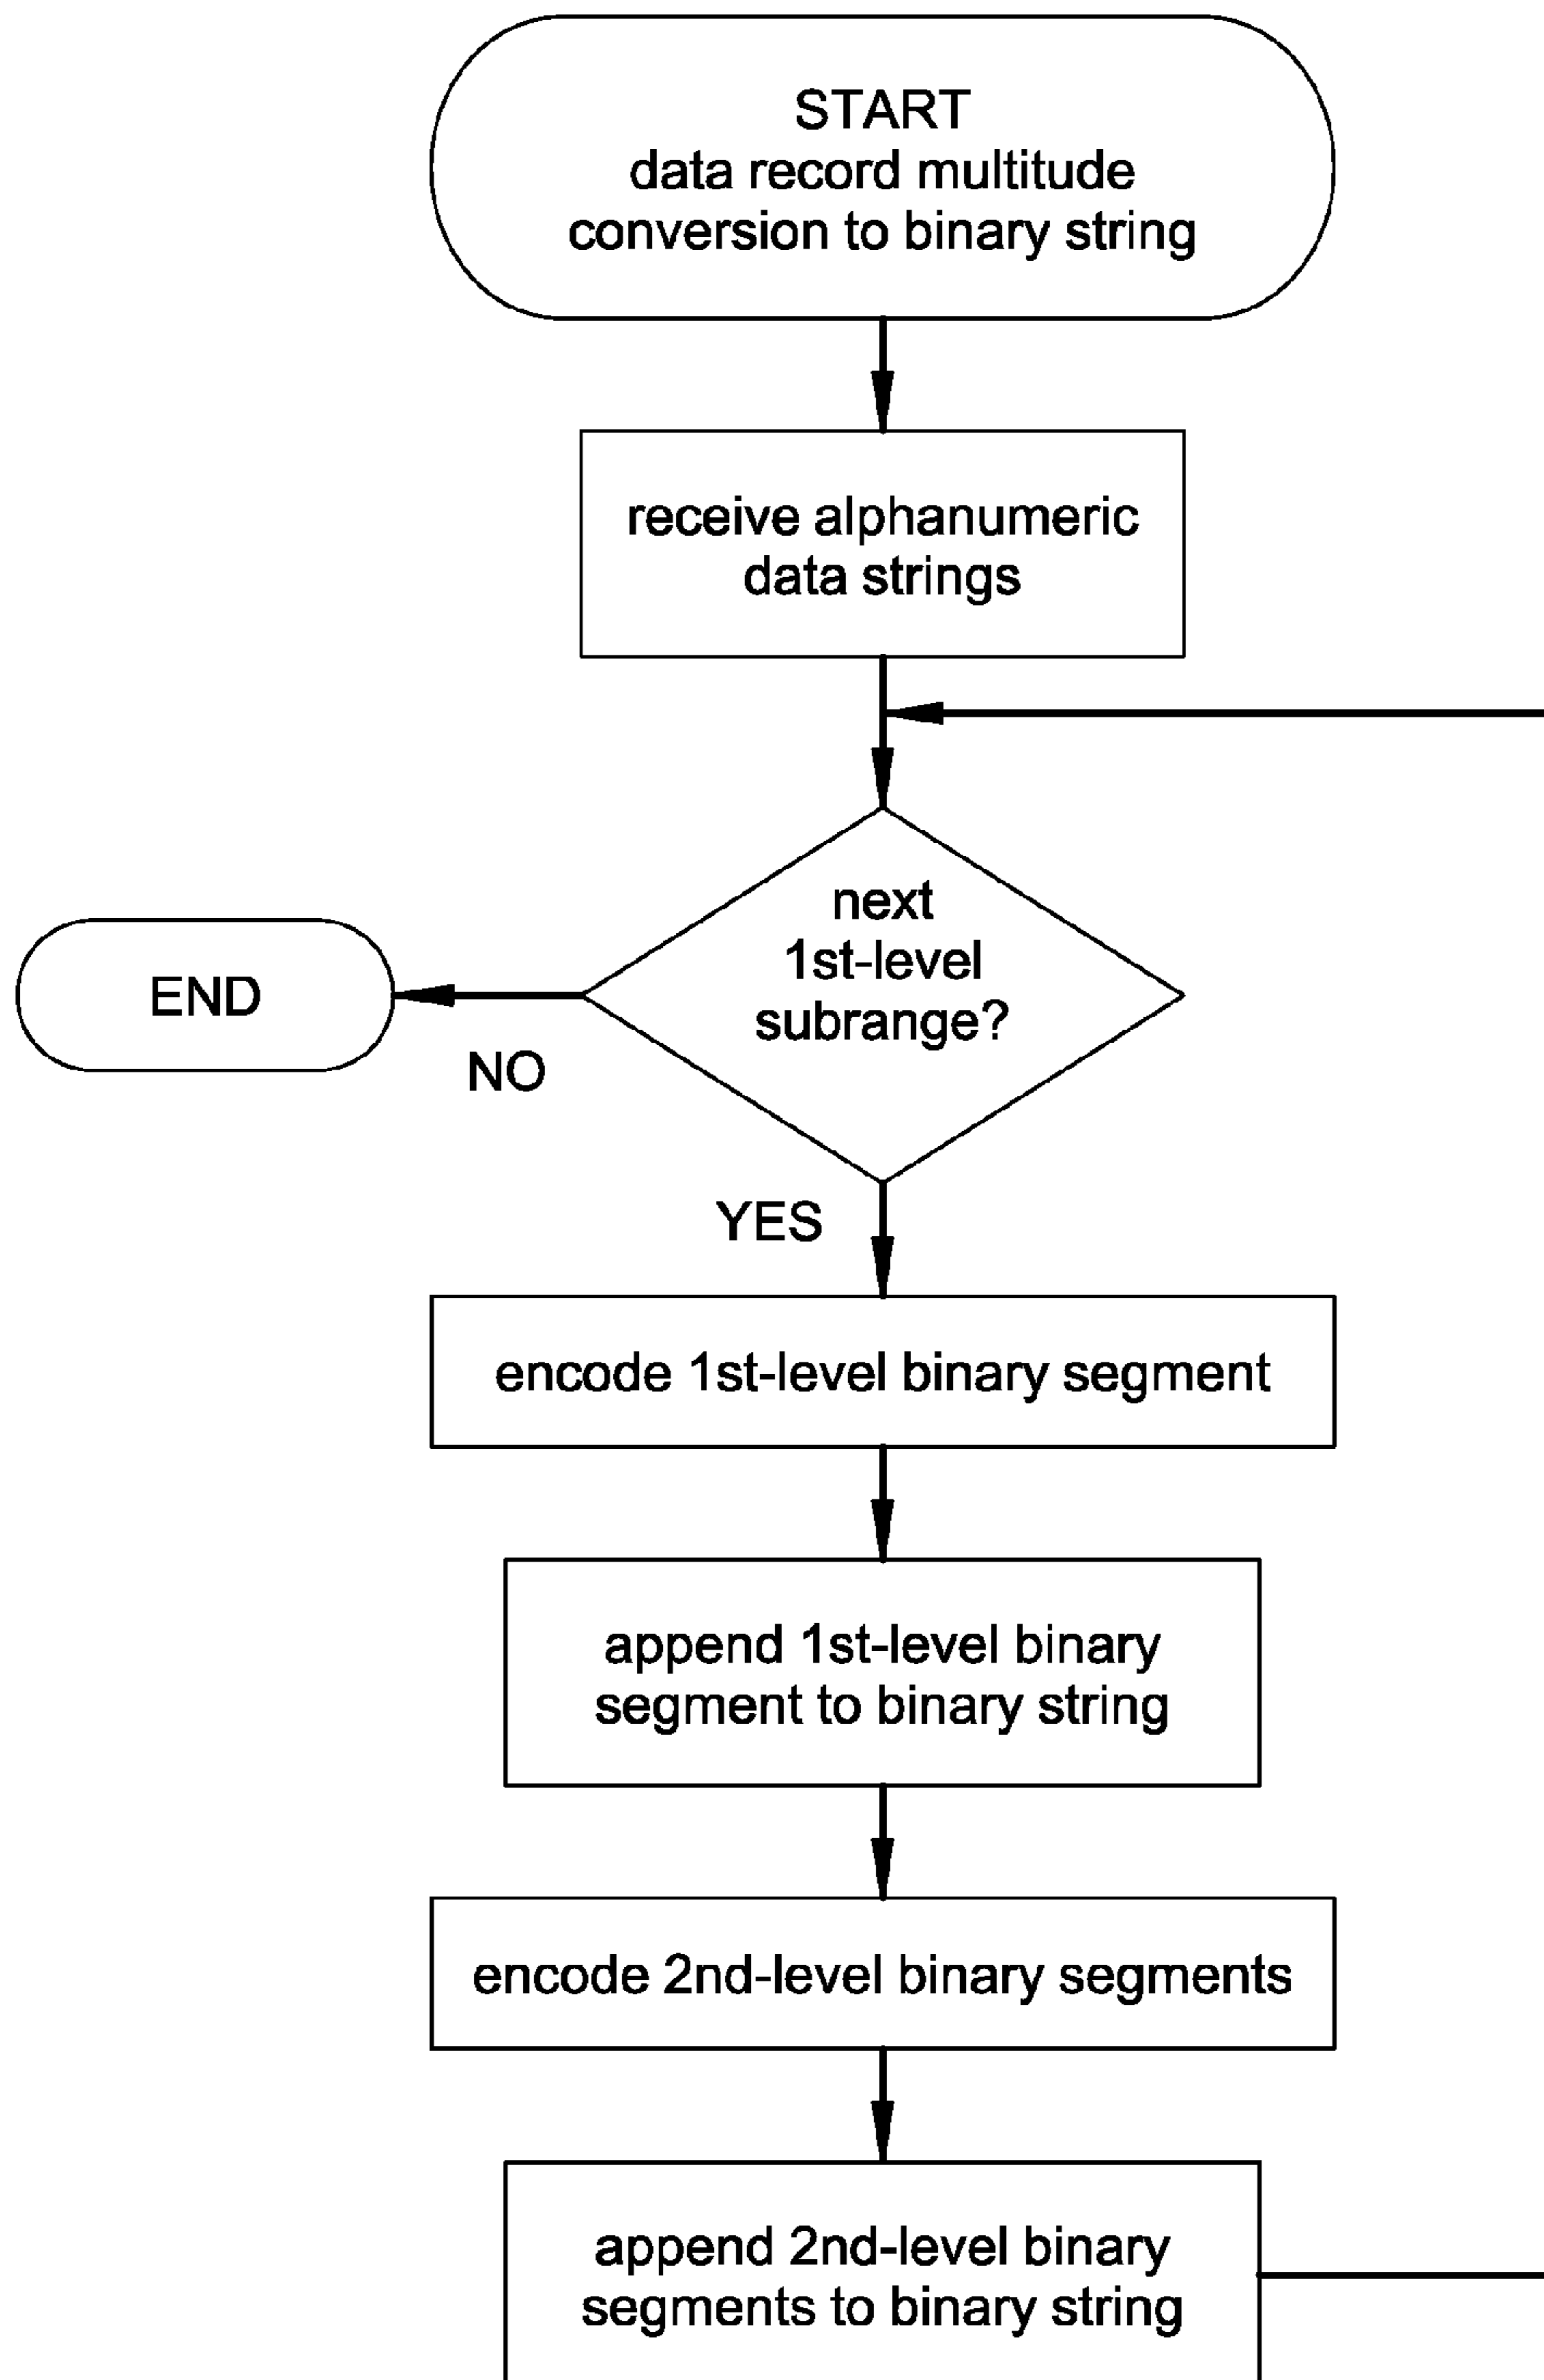 START
data record multitude
conversion to binary string
receive alphanumeric
data strings
next
1st-level
subrange?
END
NO
YES
encode 1st-level binary segment
append 1st-level binary
segment to binary string
encode 2nd-level binary segments
append 2nd-level binary
segments to binary string